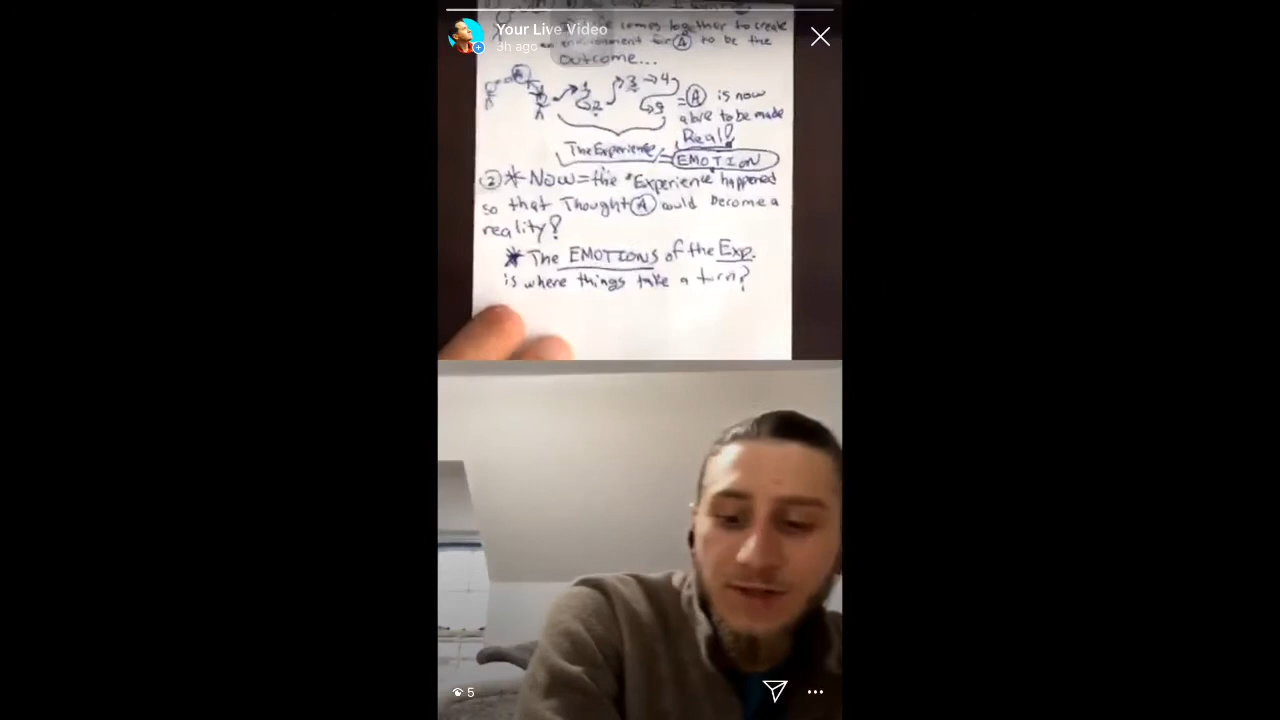 Your Live Video
3h ago
comes together to create
an environment for Ⓐ to be the
outcome...
A
1 2 3 → 4
= Ⓐ is now
able to be made
Real!
The Experience = EMOTION
② * Now = the "Experience" happened
so that Thought Ⓐ could become a
reality?
* The EMOTIONS of the Exp.
is where things take a turn?
5